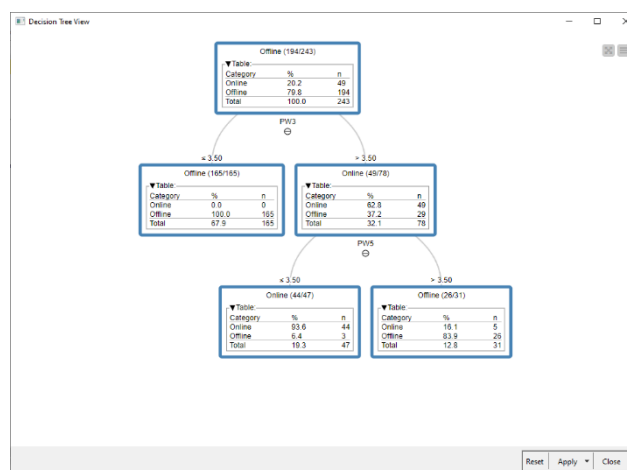 Decision Tree View
Offline (194/243)
▼Table:
Category % n
Online 20.2 49
Offline 79.8 194
Total 100.0 243
PW3
≤ 3.50
> 3.50
Offline (165/165)
▼Table:
Category % n
Online 0.0 0
Offline 100.0 165
Total 67.9 165
Online (49/78)
▼Table:
Category % n
Online 62.8 49
Offline 37.2 29
Total 32.1 78
PW5
≤ 3.50
> 3.50
Online (44/47)
▼Table:
Category % n
Online 93.6 44
Offline 6.4 3
Total 19.3 47
Offline (26/31)
▼Table:
Category % n
Online 16.1 5
Offline 83.9 26
Total 12.8 31
Reset Apply ▼ Close